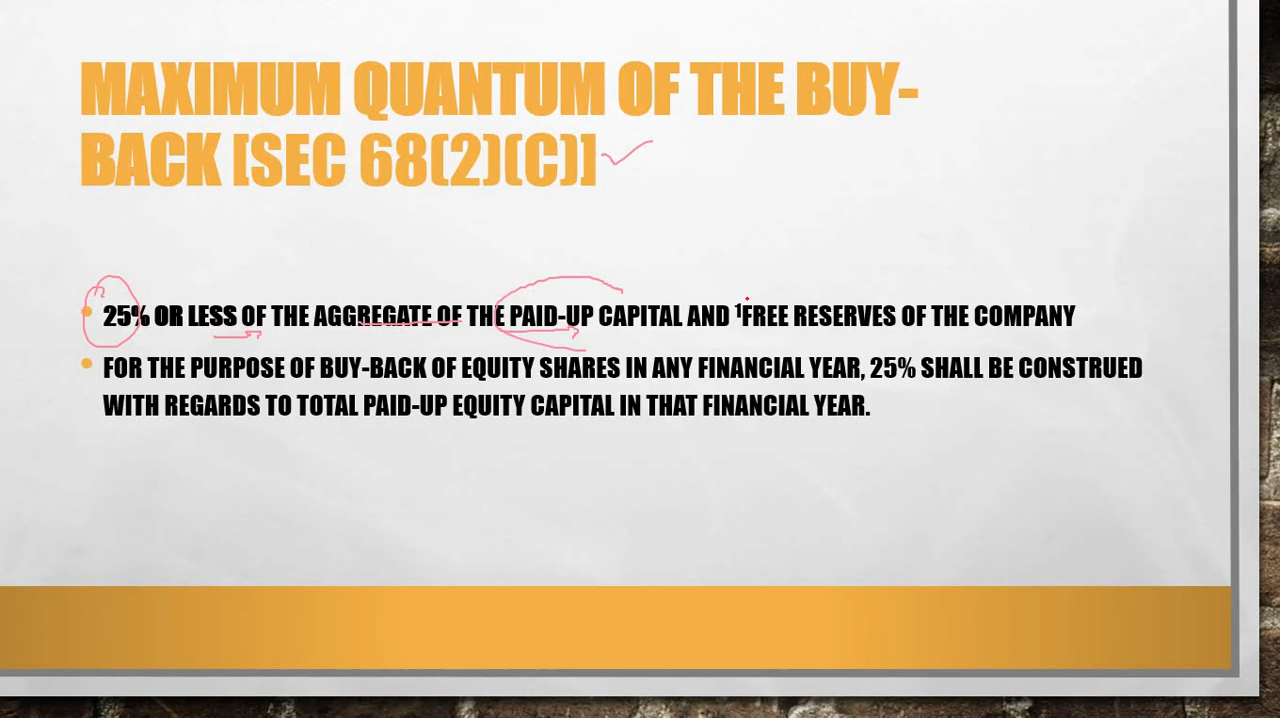 MAXIMUM QUANTUM OF THE BUY-
BACK [SEC 68(2)(C)]
• 25% OR LESS OF THE AGGREGATE OF THE PAID-UP CAPITAL AND ¹FREE RESERVES OF THE COMPANY
• FOR THE PURPOSE OF BUY-BACK OF EQUITY SHARES IN ANY FINANCIAL YEAR, 25% SHALL BE CONSTRUED
WITH REGARDS TO TOTAL PAID-UP EQUITY CAPITAL IN THAT FINANCIAL YEAR.